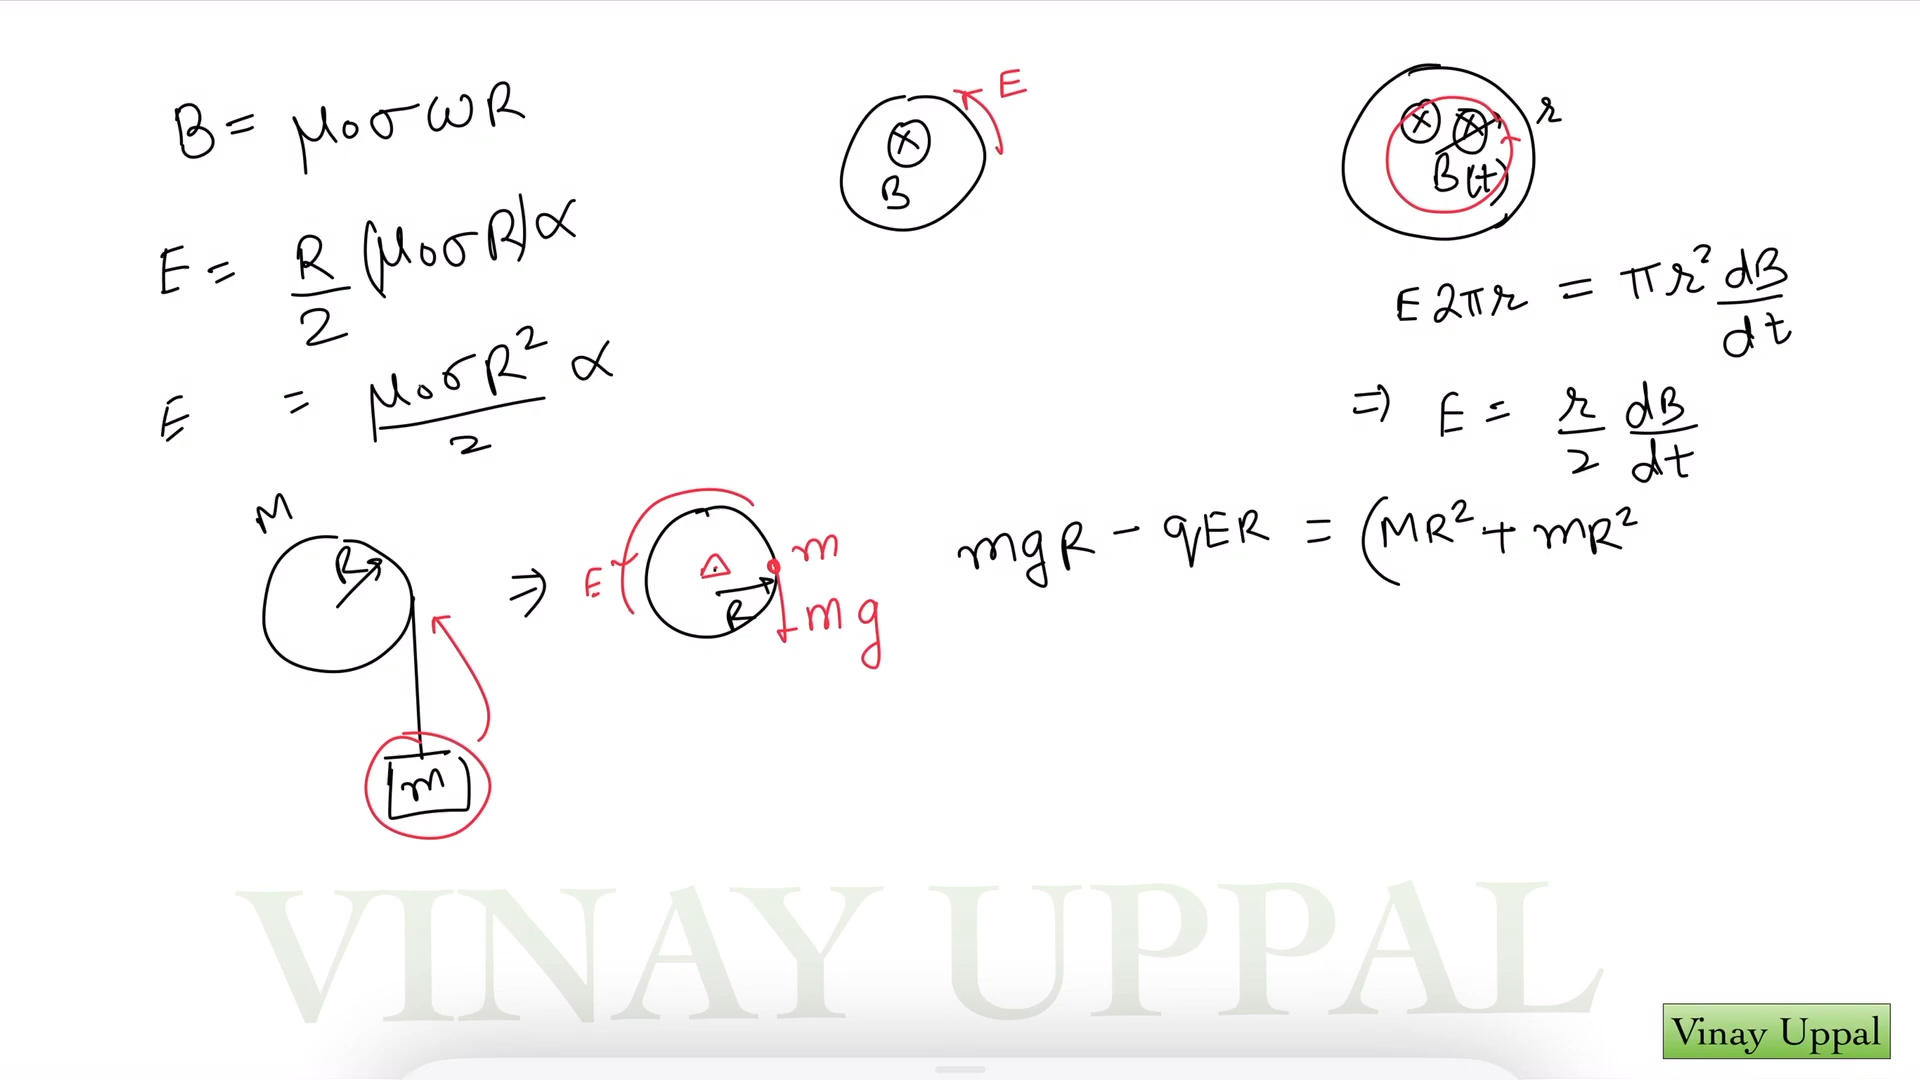 B = μ₀σωR
E = R/2 (μ₀σR)α
E = μ₀σR²/2 α
E
B
r
B(t)
E2πr = πr² dB/dt
⇒ E = r/2 dB/dt
M
R
m
⇒
E
R
m
mg
mgR − qER = (MR² + mR²
VINAY UPPAL
Vinay Uppal